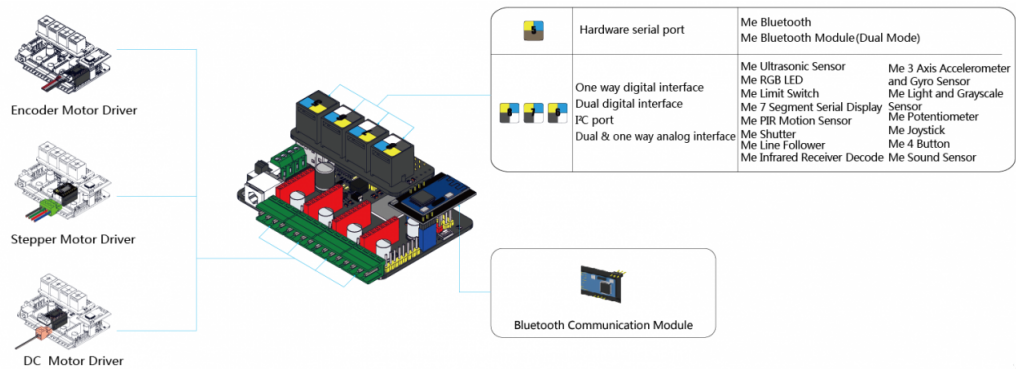 Encoder Motor Driver
Stepper Motor Driver
DC Motor Driver
5
Hardware serial port
Me Bluetooth
Me Bluetooth Module(Dual Mode)
6 7 8
One way digital interface
Dual digital interface
I²C port
Dual & one way analog interface
Me Ultrasonic Sensor
Me RGB LED
Me Limit Switch
Me 7 Segment Serial Display
Me PIR Motion Sensor
Me Shutter
Me Line Follower
Me Infrared Receiver Decode
Me 3 Axis Accelerometer
and Gyro Sensor
Me Light and Grayscale
Sensor
Me Potentiometer
Me Joystick
Me 4 Button
Me Sound Sensor
Bluetooth Communication Module